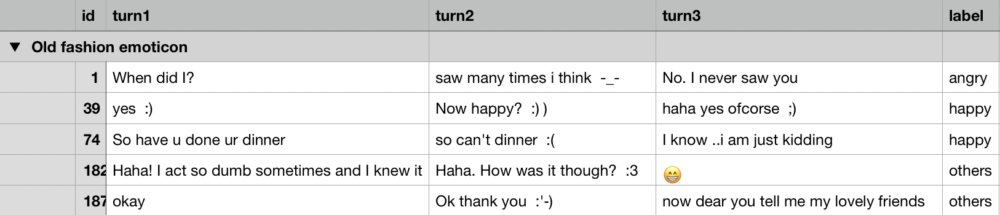 id turn1 turn2 turn3 label
▼ Old fashion emoticon
1 When did I? saw many times i think -_- No. I never saw you angry
39 yes :) Now happy? :) ) haha yes ofcorse ;) happy
74 So have u done ur dinner so can't dinner :( I know ..i am just kidding happy
182 Haha! I act so dumb sometimes and I knew it Haha. How was it though? :3 😁 others
187 okay Ok thank you :'-) now dear you tell me my lovely friends others